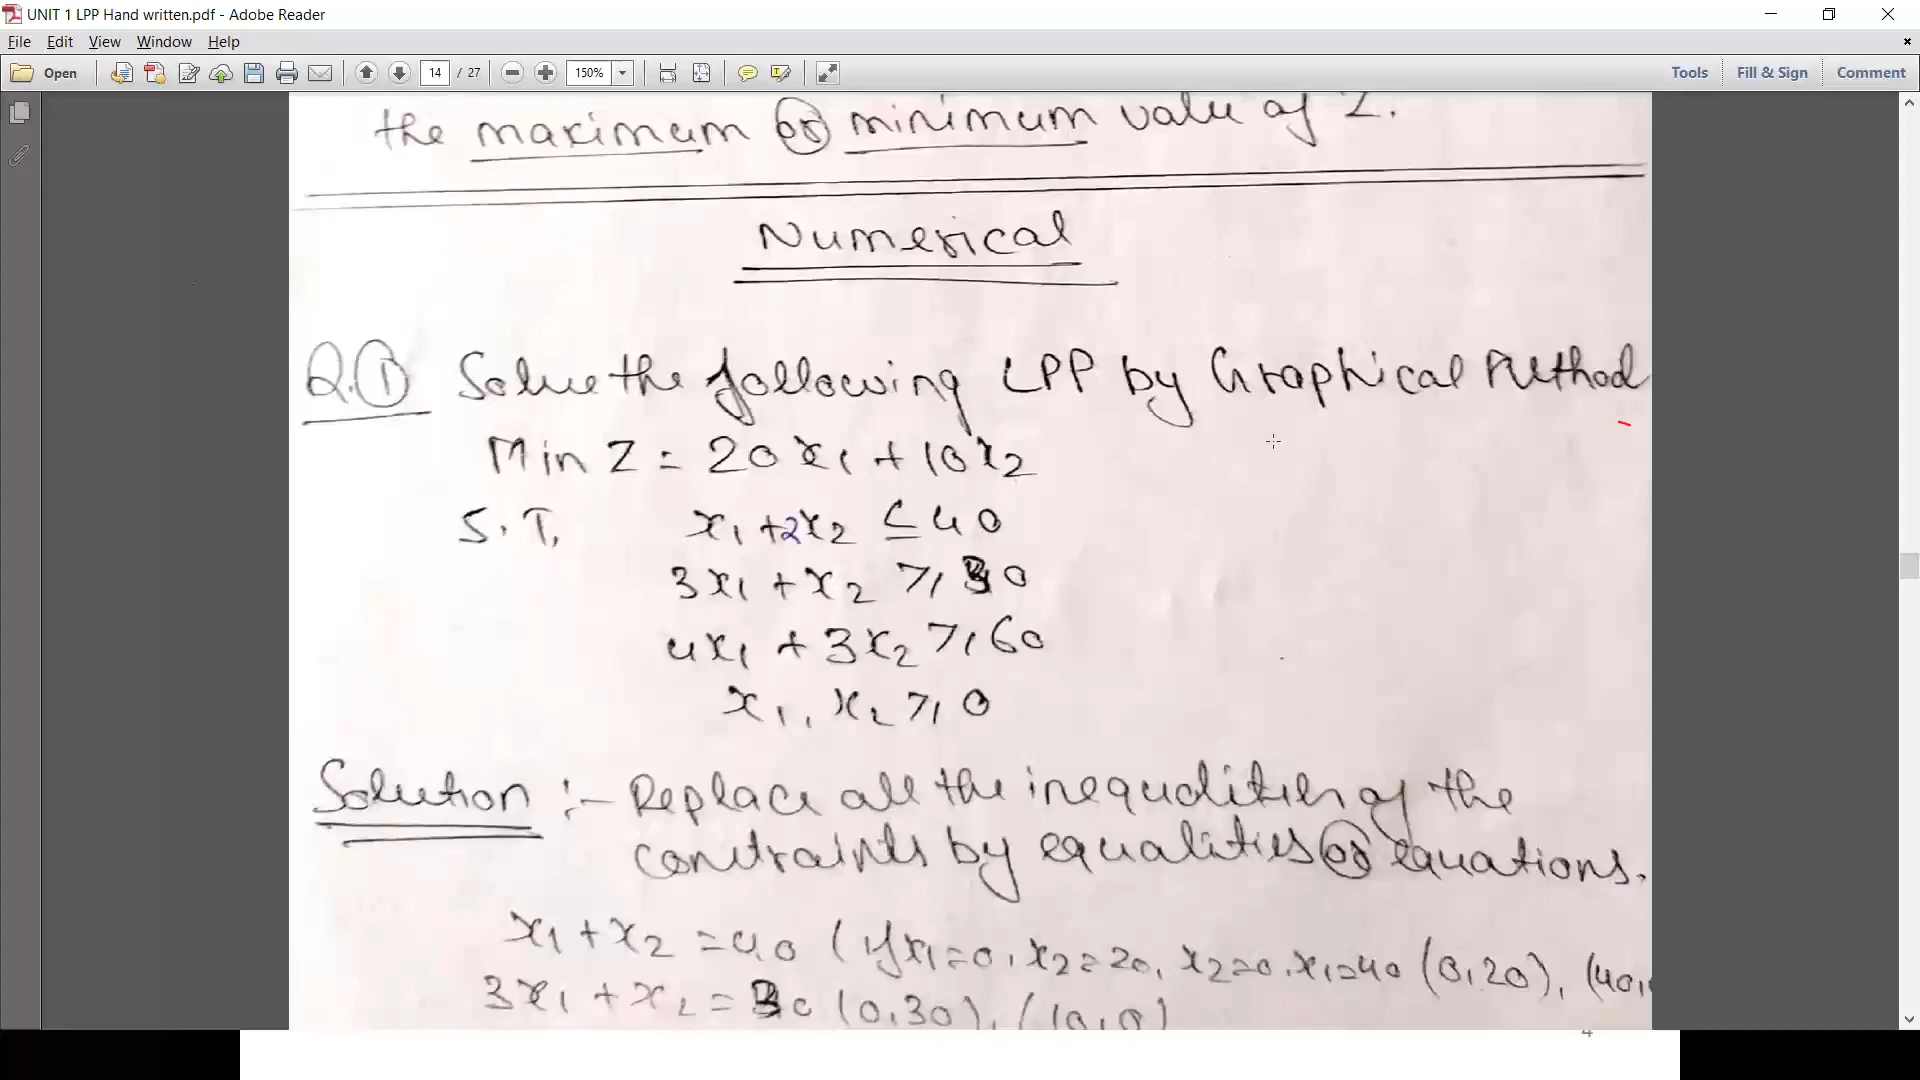 UNIT 1 LPP Hand written.pdf - Adobe Reader
File Edit View Window Help
Open 14 / 27 150% Tools Fill & Sign Comment
the maximum or minimum value of Z.
Numerical
Q.1 Solve the following LPP by Graphical Method
Min Z = 20x1 + 10x2
S.T. x1 + 2x2 ≤ 40
3x1 + x2 ≥ 30
4x1 + 3x2 ≥ 60
x1, x2 ≥ 0
Solution :- Replace all the inequalities of the
constraints by equalities or equations.
x1 + x2 = 40 (if x1 = 0, x2 = 20, x2 = 0, x1 = 40 (0,20), (40,
3x1 + x2 = 30 (0,30), (10,0)
4